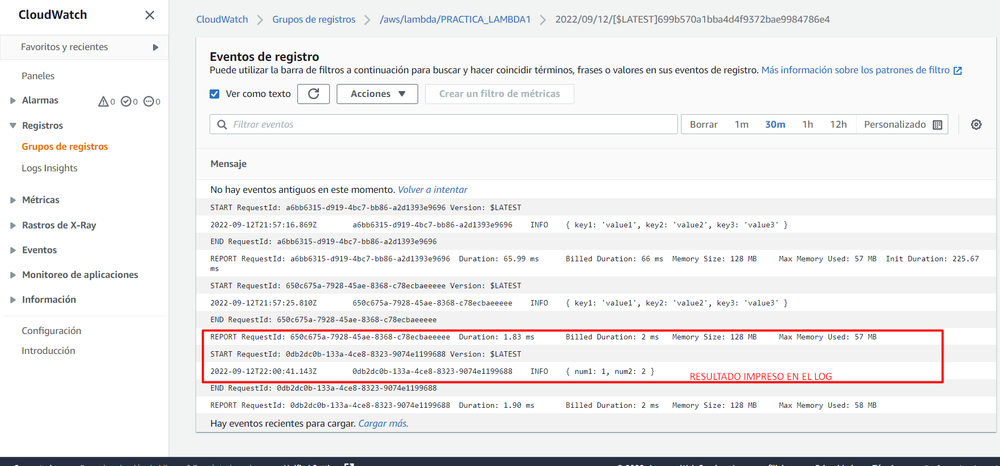 CloudWatch
Favoritos y recientes
Paneles
Alarmas 0 0 0
Registros
Grupos de registros
Logs Insights
Métricas
Rastros de X-Ray
Eventos
Monitoreo de aplicaciones
Información
Configuración
Introducción
CloudWatch Grupos de registros /aws/lambda/PRACTICA_LAMBDA1 2022/09/12/[$LATEST]699b570a1bba4d4f9372bae9984786e4
Eventos de registro
Puede utilizar la barra de filtros a continuación para buscar y hacer coincidir términos, frases o valores en sus eventos de registro. Más información sobre los patrones de filtro
Ver como texto Acciones Crear un filtro de métricas
Filtrar eventos Borrar 1m 30m 1h 12h Personalizado
Mensaje
No hay eventos antiguos en este momento. Volver a intentar
START RequestId: a6bb6315-d919-4bc7-bb86-a2d1393e9696 Version: $LATEST
2022-09-12T21:57:16.869Z a6bb6315-d919-4bc7-bb86-a2d1393e9696 INFO { key1: 'value1', key2: 'value2', key3: 'value3' }
END RequestId: a6bb6315-d919-4bc7-bb86-a2d1393e9696
REPORT RequestId: a6bb6315-d919-4bc7-bb86-a2d1393e9696 Duration: 65.99 ms Billed Duration: 66 ms Memory Size: 128 MB Max Memory Used: 57 MB Init Duration: 225.67
ms
START RequestId: 650c675a-7928-45ae-8368-c78ecbaeeeee Version: $LATEST
2022-09-12T21:57:25.810Z 650c675a-7928-45ae-8368-c78ecbaeeeee INFO { key1: 'value1', key2: 'value2', key3: 'value3' }
END RequestId: 650c675a-7928-45ae-8368-c78ecbaeeeee
REPORT RequestId: 650c675a-7928-45ae-8368-c78ecbaeeeee Duration: 1.83 ms Billed Duration: 2 ms Memory Size: 128 MB Max Memory Used: 57 MB
START RequestId: 0db2dc0b-133a-4ce8-8323-9074e1199688 Version: $LATEST
2022-09-12T22:00:41.143Z 0db2dc0b-133a-4ce8-8323-9074e1199688 INFO { num1: 1, num2: 2 }
RESULTADO IMPRESO EN EL LOG
END RequestId: 0db2dc0b-133a-4ce8-8323-9074e1199688
REPORT RequestId: 0db2dc0b-133a-4ce8-8323-9074e1199688 Duration: 1.90 ms Billed Duration: 2 ms Memory Size: 128 MB Max Memory Used: 58 MB
Hay eventos recientes para cargar. Cargar más.